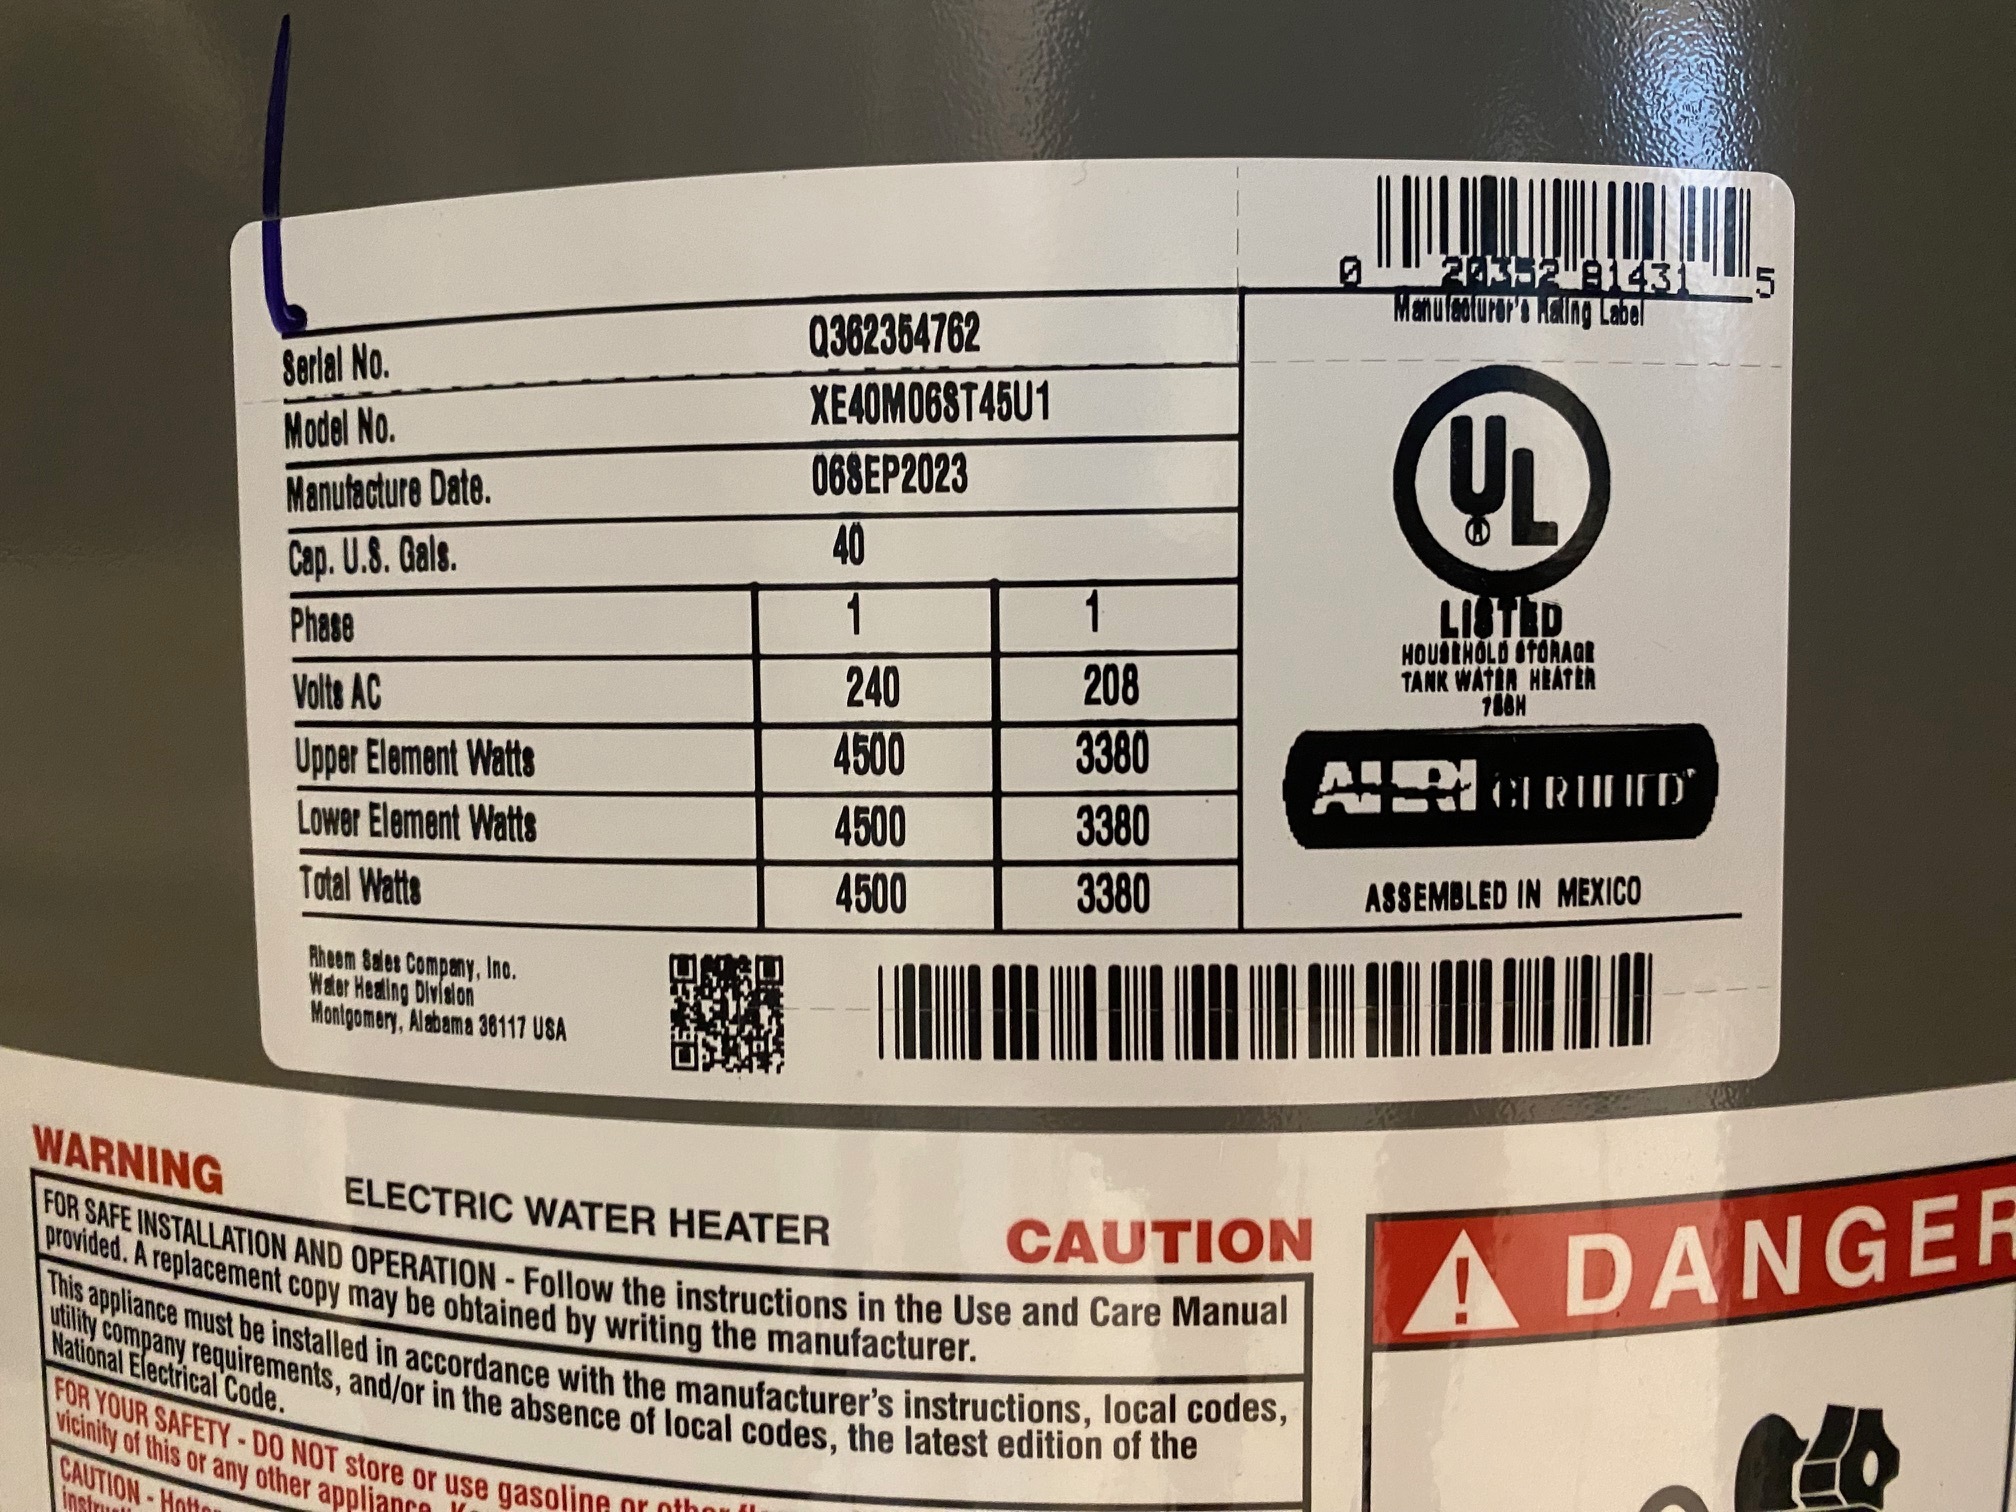 0 20352 81431 5
Manufacturer's Rating Label
Serial No. Q362354762
Model No. XE40M06ST45U1
Manufacture Date. 06SEP2023
Cap. U.S. Gals. 40
Phase 1 1
Volts AC 240 208
Upper Element Watts 4500 3380
Lower Element Watts 4500 3380
Total Watts 4500 3380
UL
LISTED
HOUSEHOLD STORAGE
TANK WATER HEATER
AHRI CERTIFIED
ASSEMBLED IN MEXICO
Rheem Sales Company, Inc.
Water Heating Division
Montgomery, Alabama 36117 USA
WARNING
ELECTRIC WATER HEATER
CAUTION
FOR SAFE INSTALLATION AND OPERATION - Follow the instructions in the Use and Care Manual
provided. A replacement copy may be obtained by writing the manufacturer.
This appliance must be installed in accordance with the manufacturer's instructions, local codes,
utility company requirements, and/or in the absence of local codes, the latest edition of the
National Electrical Code.
FOR YOUR SAFETY - DO NOT store or use gasoline or other
vicinity of this or any other appliance.
CAUTION -
DANGER